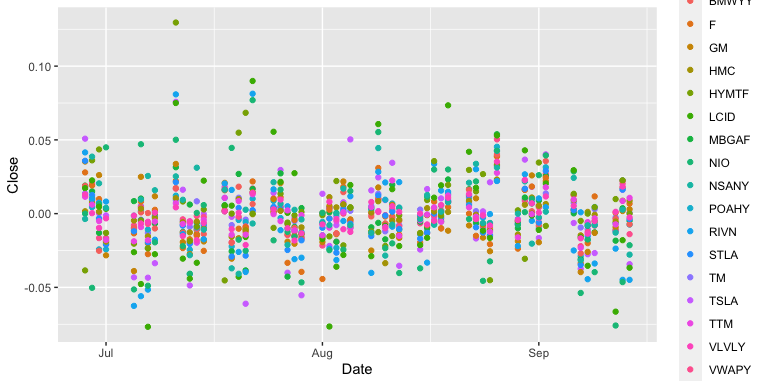 BMWYY
F
GM
HMC
HYMTF
LCID
MBGAF
NIO
NSANY
POAHY
RIVN
STLA
TM
TSLA
TTM
VLVLY
VWAPY
0.10
0.05
0.00
-0.05
Close
Jul
Aug
Sep
Date